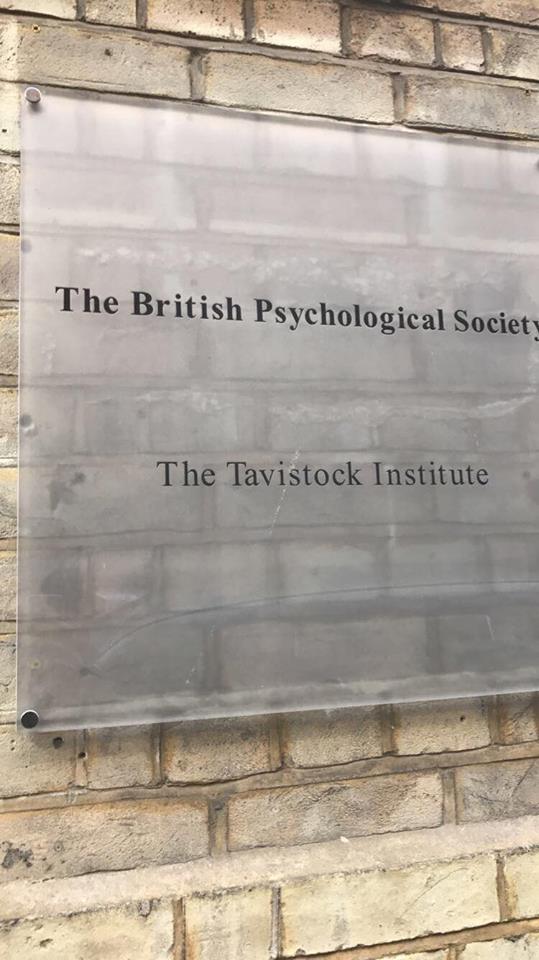 The British Psychological Society
The Tavistock Institute